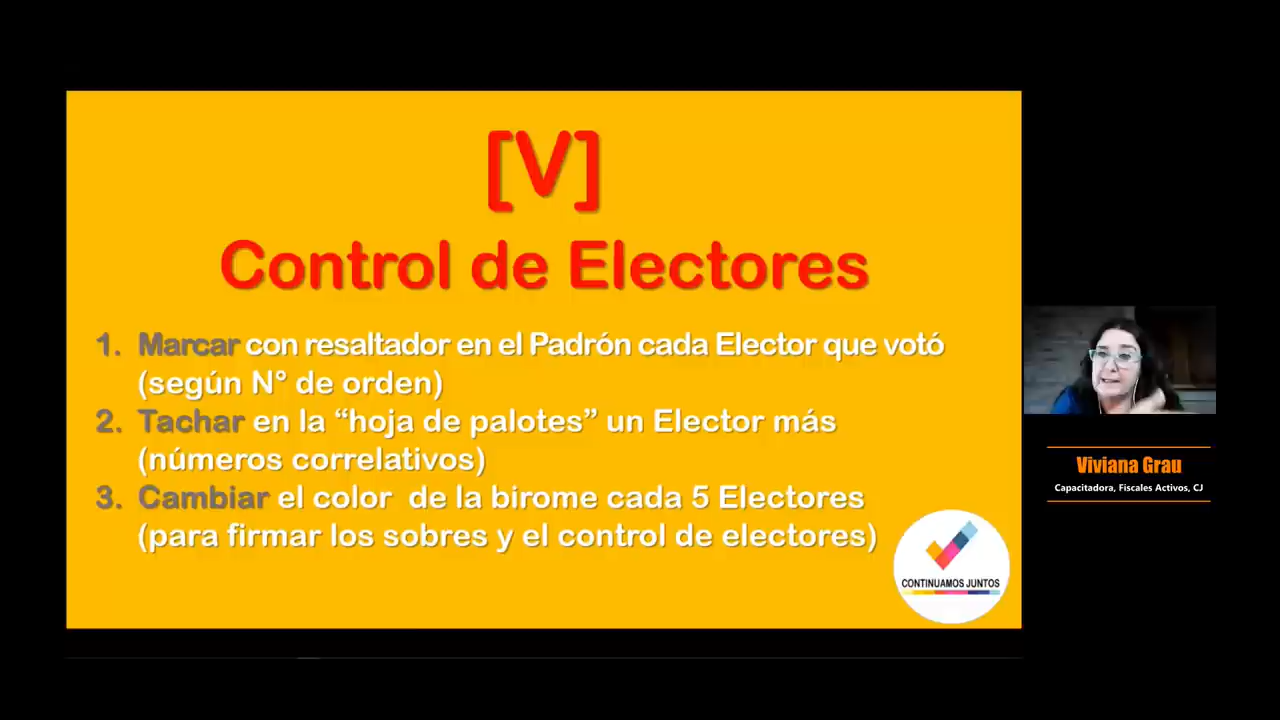 [V]
Control de Electores
1. Marcar con resaltador en el Padrón cada Elector que votó
(según N° de orden)
2. Tachar en la “hoja de palotes” un Elector más
(números correlativos)
3. Cambiar el color de la birome cada 5 Electores
(para firmar los sobres y el control de electores)
CONTINUAMOS JUNTOS
Viviana Grau
Capacitadora, Fiscales Activos, CJ